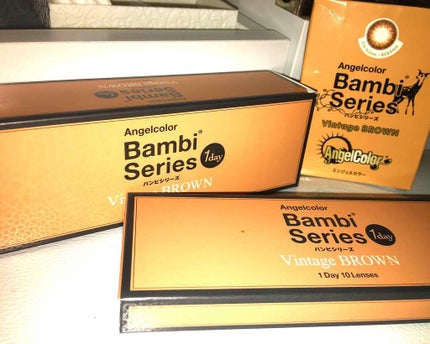 Angelcolor
Bambi®
Series 1day
バンビシリーズ
Vintage BROWN
Angelcolor
Bambi®
Series 1day
バンビシリーズ
Vintage BROWN
1 Day 10 Lenses
Bambi®
Series
バンビシリーズ
Vintage BROWN
AngelColor
エンジェルカラー